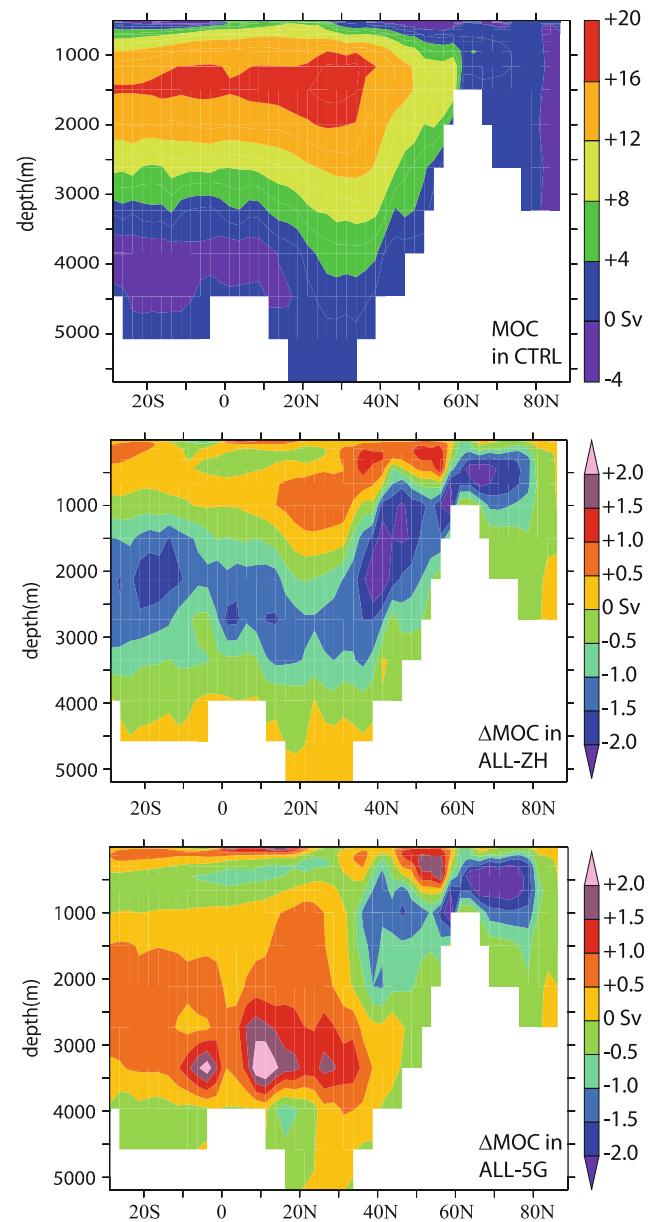 +20
1000
+16
2000
+12
3000
+8
4000
+4
5000
0 Sv
-4
depth(m)
MOC
in CTRL
20S 0 20N 40N 60N 80N
+2.0
1000
+1.5
+1.0
2000
+0.5
3000
0 Sv
-0.5
4000
-1.0
-1.5
5000
-2.0
depth(m)
ΔMOC in
ALL-ZH
20S 0 20N 40N 60N 80N
+2.0
1000
+1.5
+1.0
2000
+0.5
3000
0 Sv
-0.5
4000
-1.0
-1.5
5000
-2.0
depth(m)
ΔMOC in
ALL-5G
20S 0 20N 40N 60N 80N